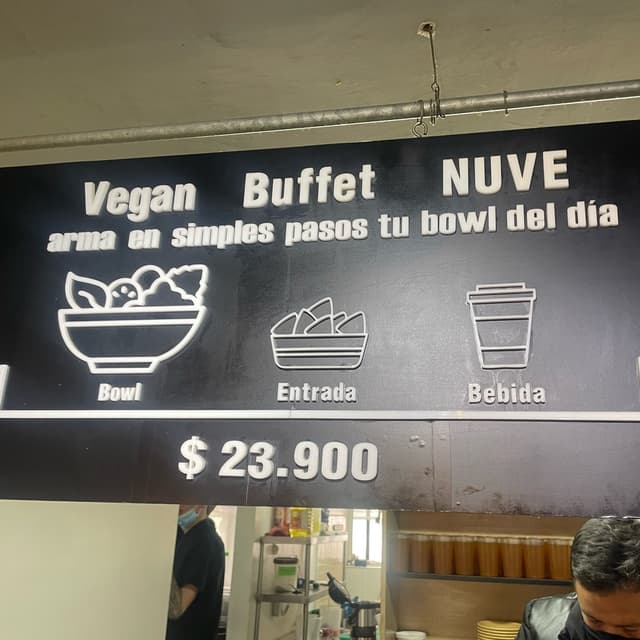 Vegan Buffet NUVE
arma en simples pasos tu bowl del día
Bowl Entrada Bebida
$ 23.900